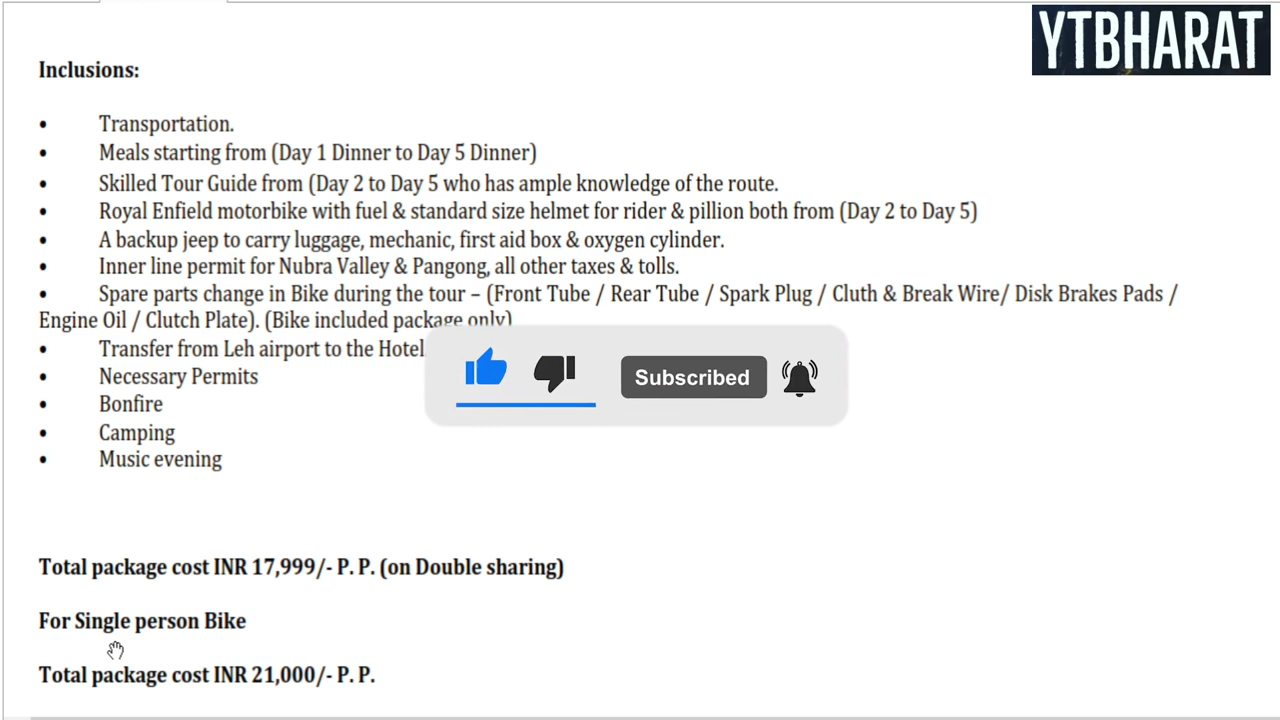 YTBHARAT
Inclusions:
• Transportation.
• Meals starting from (Day 1 Dinner to Day 5 Dinner)
• Skilled Tour Guide from (Day 2 to Day 5 who has ample knowledge of the route.
• Royal Enfield motorbike with fuel & standard size helmet for rider & pillion both from (Day 2 to Day 5)
• A backup jeep to carry luggage, mechanic, first aid box & oxygen cylinder.
• Inner line permit for Nubra Valley & Pangong, all other taxes & tolls.
• Spare parts change in Bike during the tour – (Front Tube / Rear Tube / Spark Plug / Cluth & Break Wire/ Disk Brakes Pads /
Engine Oil / Clutch Plate). (Bike included package only)
• Transfer from Leh airport to the Hotel
• Necessary Permits
• Bonfire
• Camping
• Music evening
Subscribed
Total package cost INR 17,999/- P. P. (on Double sharing)
For Single person Bike
Total package cost INR 21,000/- P. P.